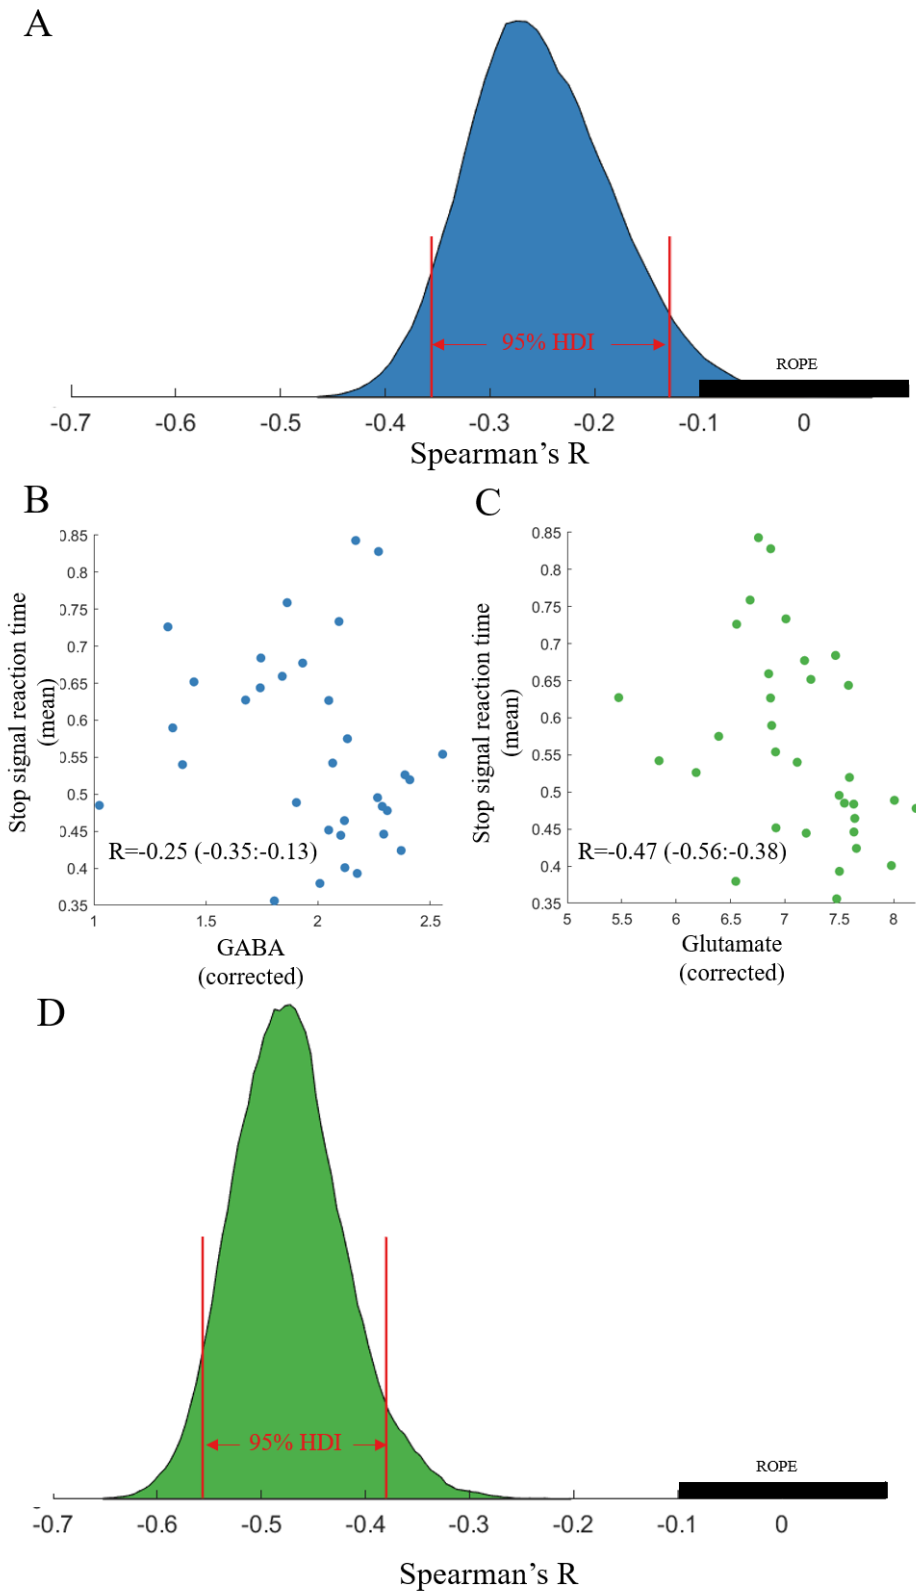 A
95% HDI
ROPE
-0.7 -0.6 -0.5 -0.4 -0.3 -0.2 -0.1 0
Spearman's R
B
Stop signal reaction time
(mean)
0.85
0.8
0.75
0.7
0.65
0.6
0.55
0.5
0.45
0.4
0.35
R=-0.25 (-0.35:-0.13)
1 1.5 2 2.5
GABA
(corrected)
C
Stop signal reaction time
(mean)
0.85
0.8
0.75
0.7
0.65
0.6
0.55
0.5
0.45
0.4
0.35
R=-0.47 (-0.56:-0.38)
5 5.5 6 6.5 7 7.5 8
Glutamate
(corrected)
D
95% HDI
ROPE
-0.7 -0.6 -0.5 -0.4 -0.3 -0.2 -0.1 0
Spearman's R